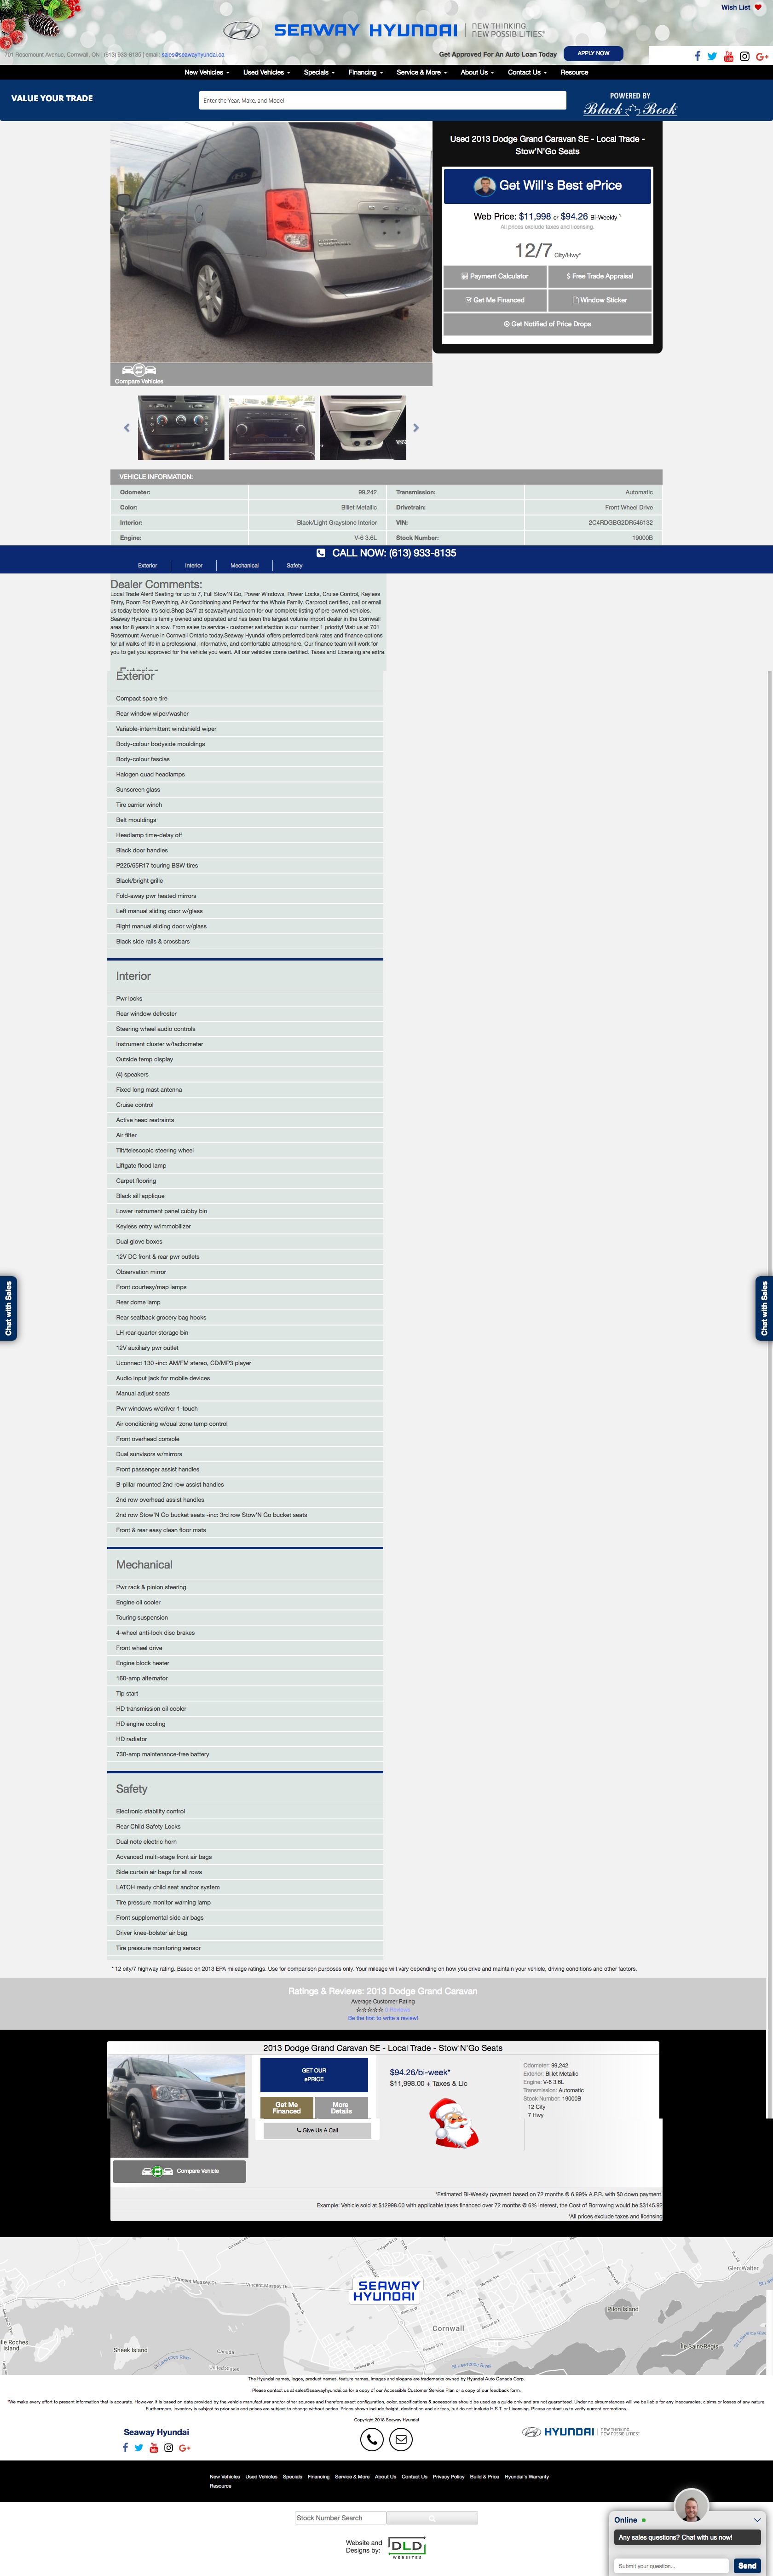 Wish List
SEAWAY HYUNDAI
NEW THINKING.
NEW POSSIBILITIES.
701 Rosemount Avenue, Cornwall, ON | (613) 933-8135 | email: sales@seawayhyundai.ca
Get Approved For An Auto Loan Today
APPLY NOW
New Vehicles
Used Vehicles
Specials
Financing
Service & More
About Us
Contact Us
Resource
VALUE YOUR TRADE
Enter the Year, Make, and Model
POWERED BY
Black Book
Used 2013 Dodge Grand Caravan SE - Local Trade -
Stow'N'Go Seats
Get Will's Best ePrice
Web Price: $11,998 or $94.26 Bi-Weekly †
All prices exclude taxes and licensing.
12/7 City/Hwy*
Payment Calculator
$ Free Trade Appraisal
Get Me Financed
Window Sticker
Get Notified of Price Drops
Compare Vehicles
VEHICLE INFORMATION:
Odometer: 99,242 Transmission: Automatic
Color: Billet Metallic Drivetrain: Front Wheel Drive
Interior: Black/Light Graystone Interior VIN: 2C4RDGBG2DR548132
Engine: V-6 3.6L Stock Number: 19000B
CALL NOW: (613) 933-8135
Exterior
Interior
Mechanical
Safety
Dealer Comments:
Local Trade Alert! Seating for up to 7, Full Stow'N'Go, Power Windows, Power Locks, Cruise Control, Keyless
Entry, Room For Everything, Air Conditioning and Perfect for the Whole Family. Carproof certified, call or email
us today before it's sold.Shop 24/7 at seawayhyundai.com for our complete listing of pre-owned vehicles.
Seaway Hyundai is family owned and operated and has been the largest volume import dealer in the Cornwall
area for 8 years in a row. From sales to service - customer satisfaction is our number 1 priority! Visit us at 701
Rosemount Avenue in Cornwall Ontario today.Seaway Hyundai offers preferred bank rates and finance options
for all walks of life in a professional, informative, and comfortable atmosphere. Our finance team will work for
you to get you approved for the vehicle you want. All our vehicles come certified. Taxes and Licensing are extra.
Exterior
Exterior
Compact spare tire
Rear window wiper/washer
Variable-intermittent windshield wiper
Body-colour bodyside mouldings
Body-colour fascias
Halogen quad headlamps
Sunscreen glass
Tire carrier winch
Belt mouldings
Headlamp time-delay off
Black door handles
P225/65R17 touring BSW tires
Black/bright grille
Fold-away pwr heated mirrors
Left manual sliding door w/glass
Right manual sliding door w/glass
Black side rails & crossbars
Interior
Pwr locks
Rear window defroster
Steering wheel audio controls
Instrument cluster w/tachometer
Outside temp display
(4) speakers
Fixed long mast antenna
Cruise control
Active head restraints
Air filter
Tilt/telescopic steering wheel
Liftgate flood lamp
Carpet flooring
Black sill applique
Lower instrument panel cubby bin
Keyless entry w/immobilizer
Dual glove boxes
12V DC front & rear pwr outlets
Observation mirror
Front courtesy/map lamps
Rear dome lamp
Rear seatback grocery bag hooks
LH rear quarter storage bin
12V auxiliary pwr outlet
Uconnect 130 -inc: AM/FM stereo, CD/MP3 player
Audio input jack for mobile devices
Manual adjust seats
Pwr windows w/driver 1-touch
Air conditioning w/dual zone temp control
Front overhead console
Dual sunvisors w/mirrors
Front passenger assist handles
B-pillar mounted 2nd row assist handles
2nd row overhead assist handles
2nd row Stow'N Go bucket seats -inc: 3rd row Stow'N Go bucket seats
Front & rear easy clean floor mats
Mechanical
Pwr rack & pinion steering
Engine oil cooler
Touring suspension
4-wheel anti-lock disc brakes
Front wheel drive
Engine block heater
160-amp alternator
Tip start
HD transmission oil cooler
HD engine cooling
HD radiator
730-amp maintenance-free battery
Safety
Electronic stability control
Rear Child Safety Locks
Dual note electric horn
Advanced multi-stage front air bags
Side curtain air bags for all rows
LATCH ready child seat anchor system
Tire pressure monitor warning lamp
Front supplemental side air bags
Driver knee-bolster air bag
Tire pressure monitoring sensor
Chat with Sales
Chat with Sales
* 12 city/7 highway rating. Based on 2013 EPA mileage ratings. Use for comparison purposes only. Your mileage will vary depending on how you drive and maintain your vehicle, driving conditions and other factors.
Ratings & Reviews: 2013 Dodge Grand Caravan
Average Customer Rating
☆☆☆☆☆ 0 Reviews
Be the first to write a review!
2013 Dodge Grand Caravan SE - Local Trade - Stow'N'Go Seats
GET OUR
ePRICE
Get Me
Financed
More
Details
Give Us A Call
$94.26/bi-week*
$11,998.00 + Taxes & Lic
Odometer: 99,242
Exterior: Billet Metallic
Engine: V-6 3.6L
Transmission: Automatic
Stock Number: 19000B
12 City
7 Hwy
Compare Vehicle
*Estimated Bi-Weekly payment based on 72 months @ 6.99% A.P.R. with $0 down payment.
Example: Vehicle sold at $12998.00 with applicable taxes financed over 72 months @ 6% interest, the Cost of Borrowing would be $3145.92
*All prices exclude taxes and licensing
Glen Walter
Vincent Massey Dr
Vincent Massey Dr
SEAWAY
HYUNDAI
Pilon Island
Cornwall
Sheek Island
Canada
United States
St Lawrence River
St Lawrence River
Ile Saint-Régis
The Hyundai names, logos, product names, feature names, images and slogans are trademarks owned by Hyundai Auto Canada Corp.
Please contact us at sales@seawayhyundai.ca for a copy of our Accessible Customer Service Plan or a copy of our feedback form.
*We make every effort to present information that is accurate. However, it is based on data provided by the vehicle manufacturer and/or other sources and therefore exact configuration, color, specifications & accessories should be used as a guide only and are not guaranteed. Under no circumstances will we be liable for any inaccuracies, claims or losses of any nature.
Furthermore, inventory is subject to prior sale and prices are subject to change without notice. Prices shown include freight, destination and air fees, but do not include H.S.T. or Licensing. Please contact us to verify current promotions.
Copyright 2018 Seaway Hyundai
Seaway Hyundai
HYUNDAI
NEW THINKING.
NEW POSSIBILITIES.
New Vehicles Used Vehicles Specials Financing Service & More About Us Contact Us Privacy Policy Build & Price Hyundai's Warranty
Resource
Stock Number Search
Website and
Designs by:
DLD
WEBSITES
Online
Any sales questions? Chat with us now!
Submit your question...
Send